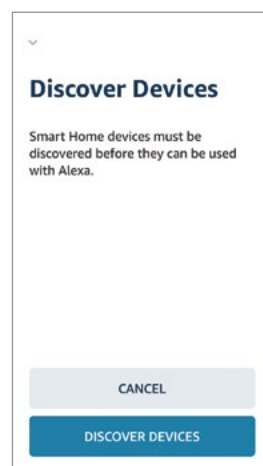 Discover Devices
Smart Home devices must be
discovered before they can be used
with Alexa.
CANCEL
DISCOVER DEVICES